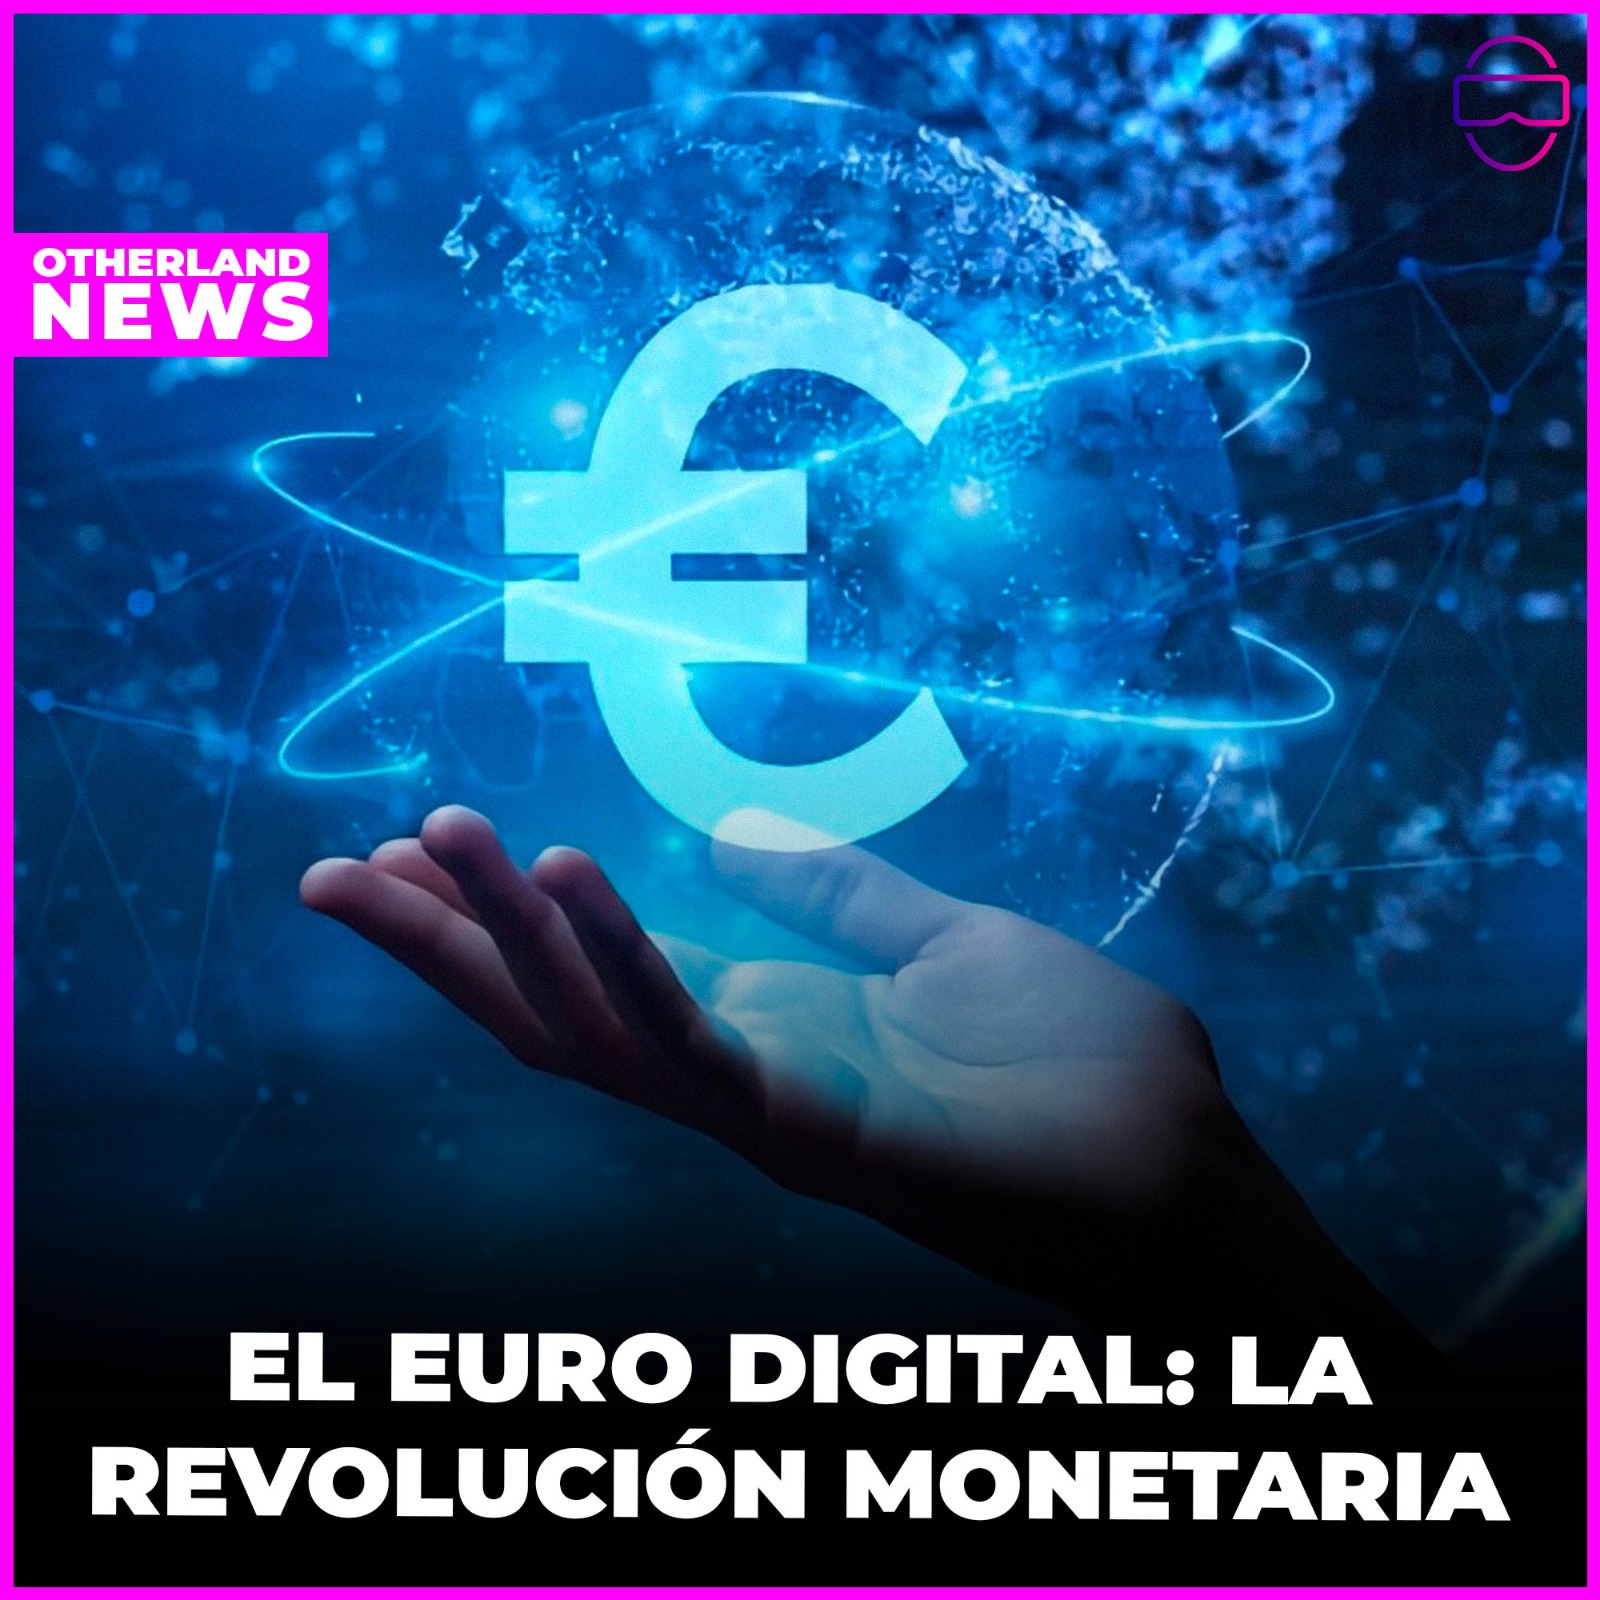 OTHERLAND
NEWS
€
EL EURO DIGITAL: LA
REVOLUCIÓN MONETARIA